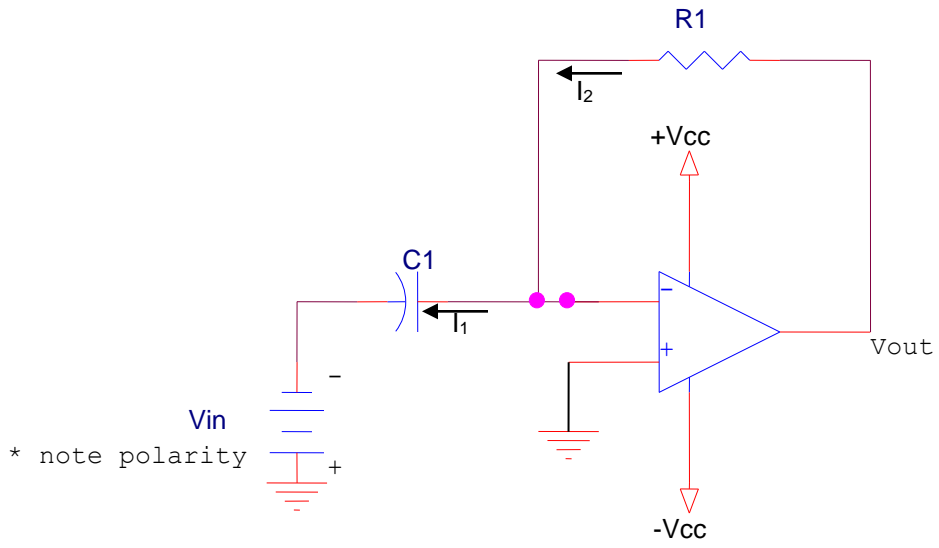 R1
I₂
+Vcc
C1
−
I₁
+
Vout
−
Vin
* note polarity
+
-Vcc